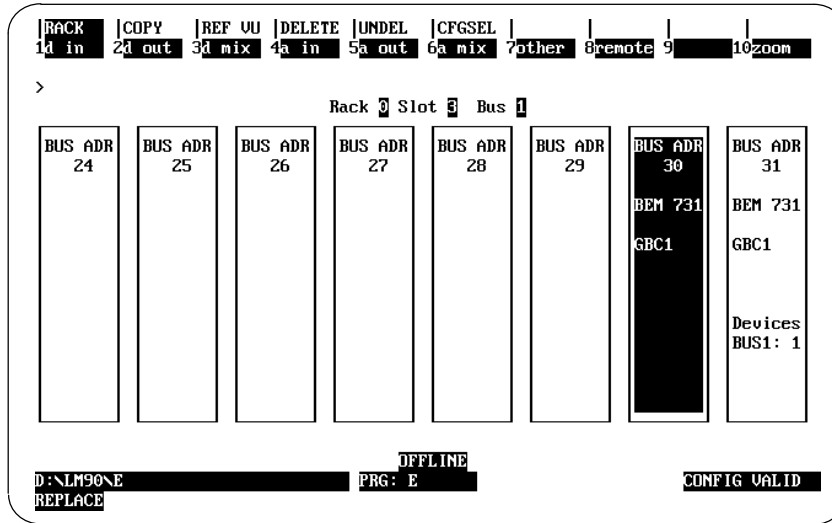 |RACK |COPY |REF VU |DELETE |UNDEL |CFGSEL | | | |
1d in 2d out 3d mix 4a in 5a out 6a mix 7other 8remote 9 10zoom
>
Rack 0 Slot 3 Bus 1
BUS ADR BUS ADR BUS ADR BUS ADR BUS ADR BUS ADR BUS ADR BUS ADR
24 25 26 27 28 29 30 31
BEM 731 BEM 731
GBC1 GBC1
Devices
BUS1: 1
OFFLINE
D:\LM90\E PRG: E CONFIG VALID
REPLACE